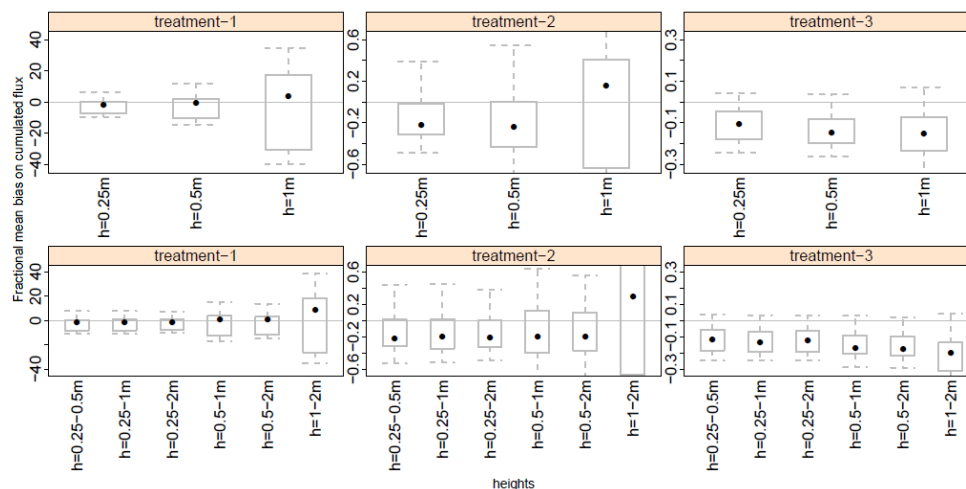 treatment−1
treatment−2
treatment−3
Fractional mean bias on cumulated flux
40
20
0
−20
−40
0.6
0.2
−0.2
−0.6
0.3
0.1
−0.1
−0.3
h=0.25m
h=0.5m
h=1m
h=0.25m
h=0.5m
h=1m
h=0.25m
h=0.5m
h=1m
treatment−1
treatment−2
treatment−3
40
20
0
−40
0.6
0.2
−0.2
−0.6
0.3
0.1
−0.1
−0.3
h=0.25−0.5m
h=0.25−1m
h=0.25−2m
h=0.5−1m
h=0.5−2m
h=1−2m
h=0.25−0.5m
h=0.25−1m
h=0.25−2m
h=0.5−1m
h=0.5−2m
h=1−2m
h=0.25−0.5m
h=0.25−1m
h=0.25−2m
h=0.5−1m
h=0.5−2m
h=1−2m
heights